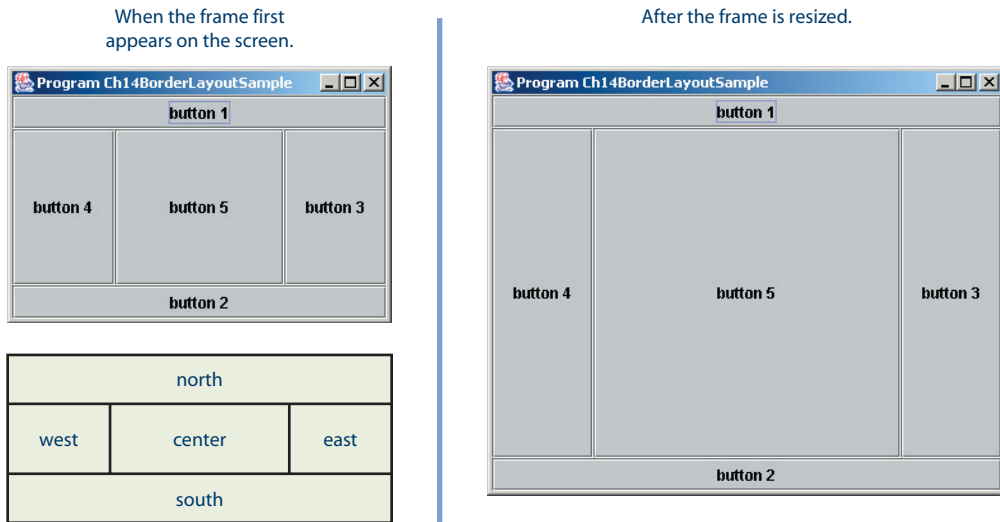 When the frame first
appears on the screen.
Program Ch14BorderLayoutSample
button 1
button 4 button 5 button 3
button 2
north
west center east
south
After the frame is resized.
Program Ch14BorderLayoutSample
button 1
button 4 button 5 button 3
button 2